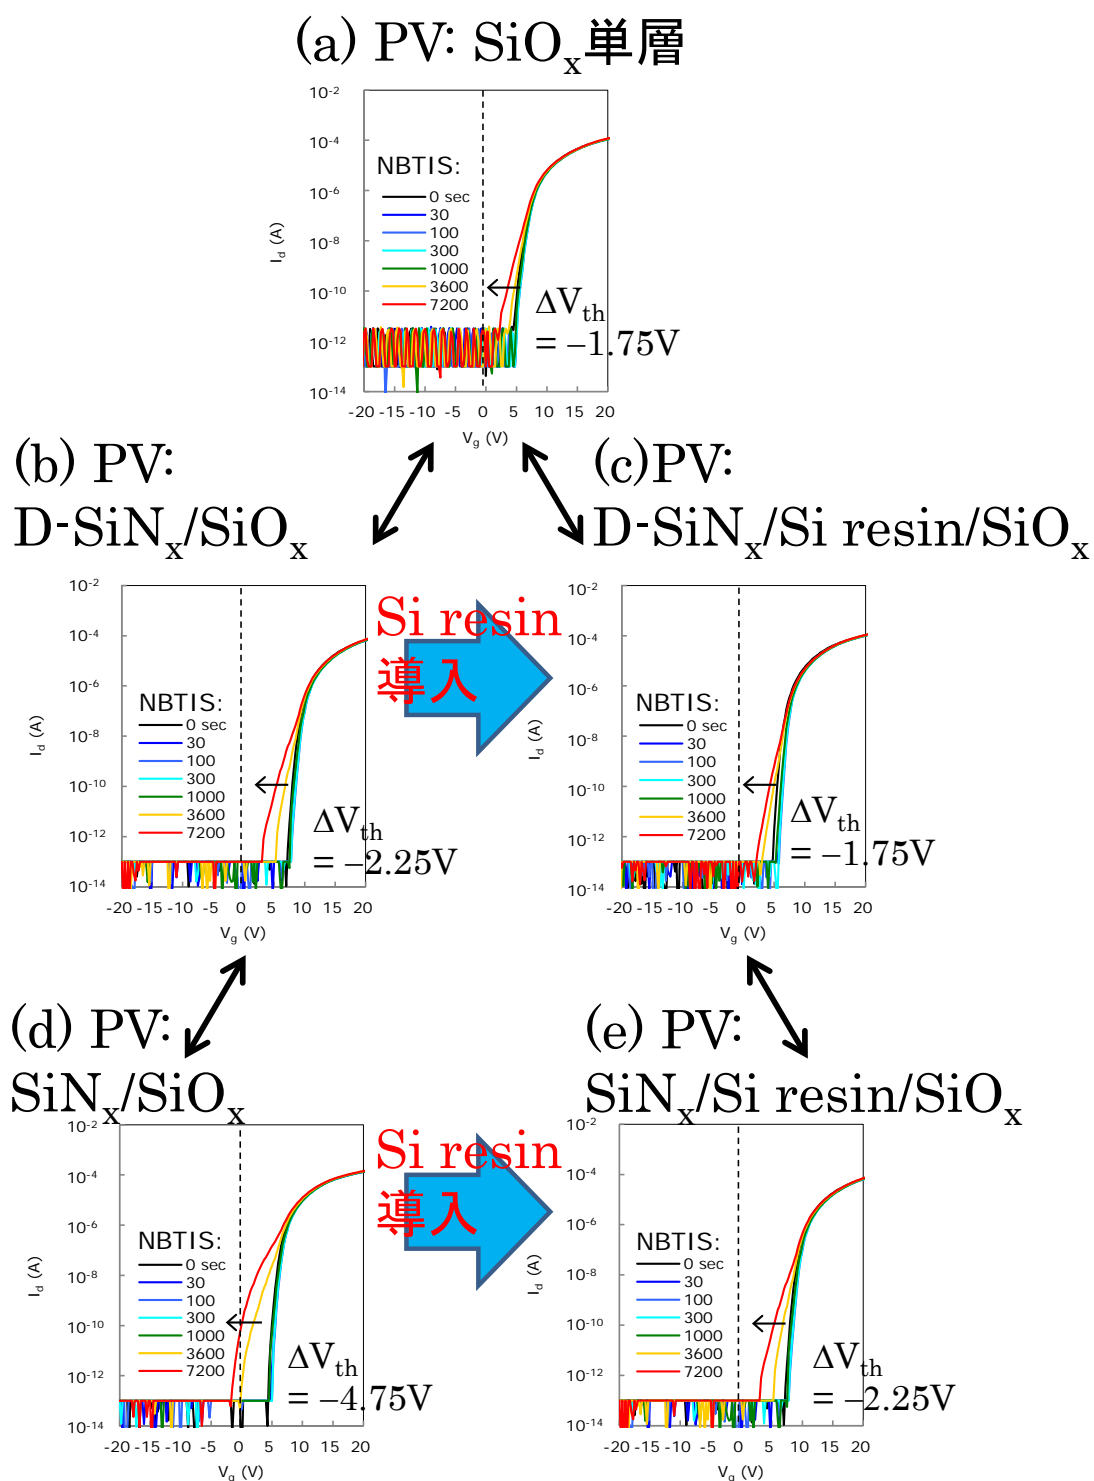 (a) PV: SiOx単層
10-2
10-4
10-6
10-8
10-10
10-12
10-14
Id (A)
NBTIS:
0 sec
30
100
300
1000
3600
7200
ΔVth
= −1.75V
-20 -15 -10 -5 0 5 10 15 20
Vg (V)
(b) PV:
D-SiNx/SiOx
(c)PV:
D-SiNx/Si resin/SiOx
10-2
10-4
10-6
10-8
10-10
10-12
10-14
Id (A)
NBTIS:
0 sec
30
100
300
1000
3600
7200
ΔVth
= −2.25V
-20 -15 -10 -5 0 5 10 15 20
Vg (V)
Si resin
導入
10-2
10-4
10-6
10-8
10-10
10-12
10-14
Id (A)
NBTIS:
0 sec
30
100
300
1000
3600
7200
ΔVth
= −1.75V
-20 -15 -10 -5 0 5 10 15 20
Vg (V)
(d) PV:
SiNx/SiOx
(e) PV:
SiNx/Si resin/SiOx
10-2
10-4
10-6
10-8
10-10
10-12
10-14
Id (A)
NBTIS:
0 sec
30
100
300
1000
3600
7200
ΔVth
= −4.75V
-20 -15 -10 -5 0 5 10 15 20
Vg (V)
Si resin
導入
10-2
10-4
10-6
10-8
10-10
10-12
10-14
Id (A)
NBTIS:
0 sec
30
100
300
1000
3600
7200
ΔVth
= −2.25V
-20 -15 -10 -5 0 5 10 15 20
Vg (V)